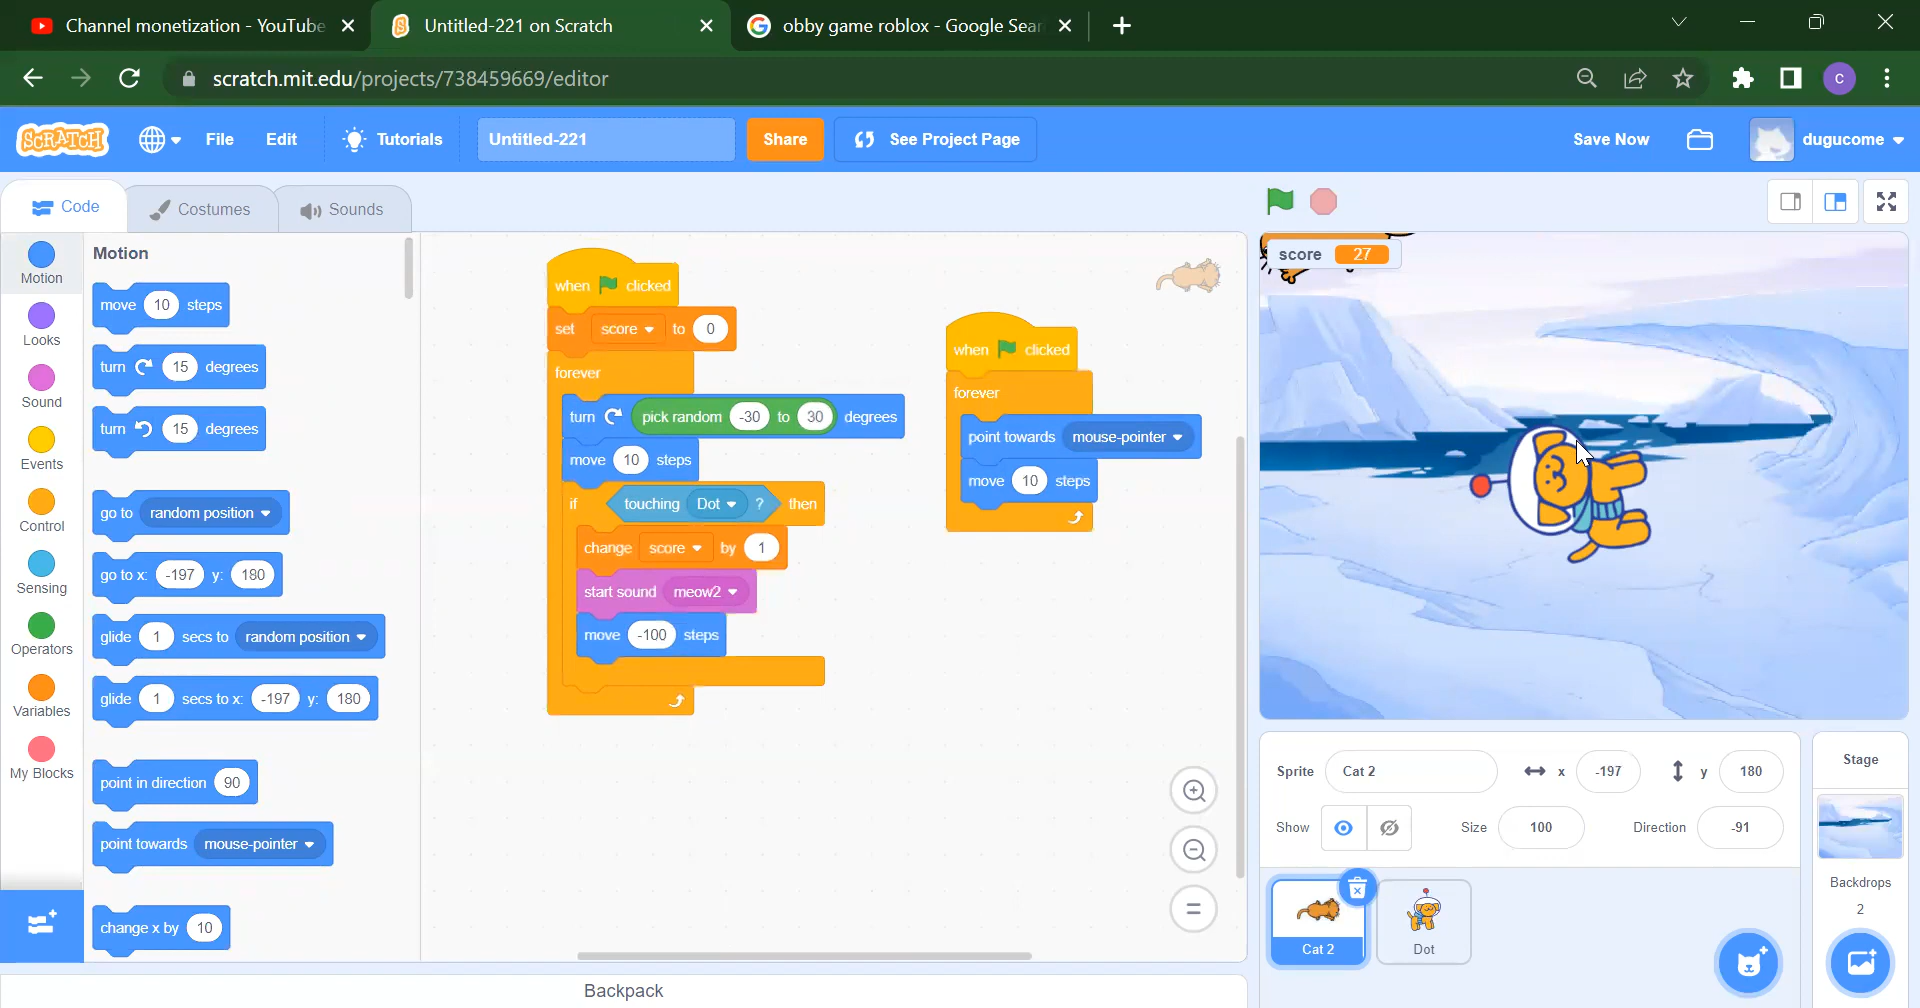 Channel monetization - YouTube
Untitled-221 on Scratch
obby game roblox - Google Sear
scratch.mit.edu/projects/738459669/editor
C
SCRATCH
File
Edit
Tutorials
Untitled-221
Share
See Project Page
Save Now
dugucome
Code
Costumes
Sounds
Motion
Looks
Sound
Events
Control
Sensing
Operators
Variables
My Blocks
Motion
move 10 steps
turn 15 degrees
turn 15 degrees
go to random position
go to x: -197 y: 180
glide 1 secs to random position
glide 1 secs to x: -197 y: 180
point in direction 90
point towards mouse-pointer
change x by 10
when clicked
set score to 0
forever
turn pick random -30 to 30 degrees
move 10 steps
if touching Dot ? then
change score by 1
start sound meow2
move -100 steps
when clicked
forever
point towards mouse-pointer
move 10 steps
Backpack
score 27
Sprite Cat 2 x -197 y 180
Show Size 100 Direction -91
Cat 2
Dot
Stage
Backdrops
2